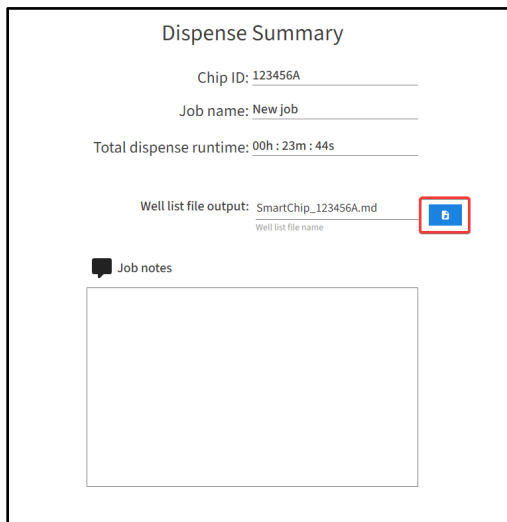 Dispense Summary
Chip ID: 123456A
Job name: New job
Total dispense runtime: 00h : 23m : 44s
Well list file output: SmartChip_123456A.md
Well list file name
Job notes